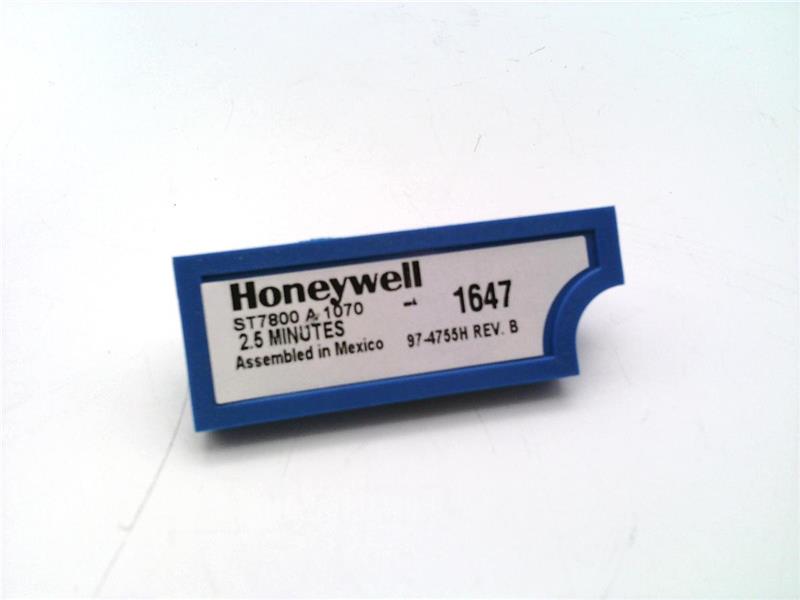 Honeywell
ST7800 A 1070 - 1647
2.5 MINUTES
Assembled in Mexico 97-4755H REV. B